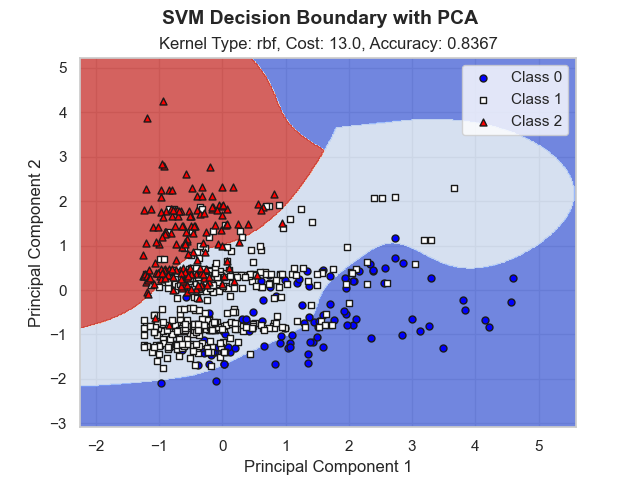 SVM Decision Boundary with PCA
Kernel Type: rbf, Cost: 13.0, Accuracy: 0.8367
Class 0
Class 1
Class 2
Principal Component 2
5
4
3
2
1
0
−1
−2
−3
−2 −1 0 1 2 3 4 5
Principal Component 1